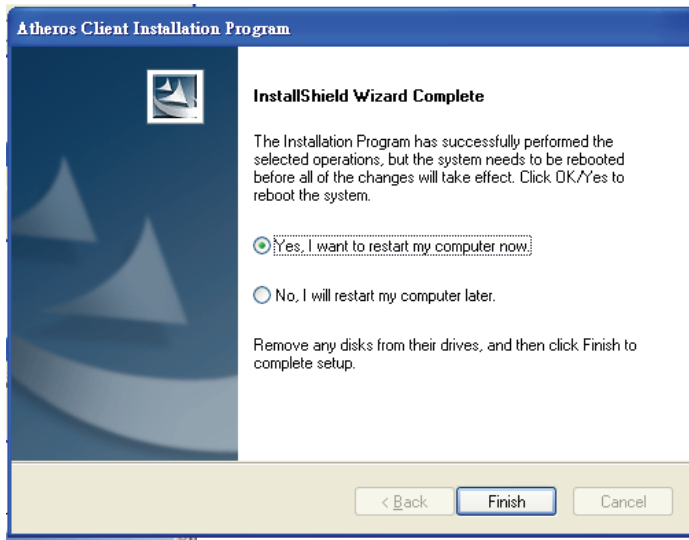 Atheros Client Installation Program
InstallShield Wizard Complete
The Installation Program has successfully performed the
selected operations, but the system needs to be rebooted
before all of the changes will take effect. Click OK/Yes to
reboot the system.
Yes, I want to restart my computer now.
No, I will restart my computer later.
Remove any disks from their drives, and then click Finish to
complete setup.
< Back
Finish
Cancel